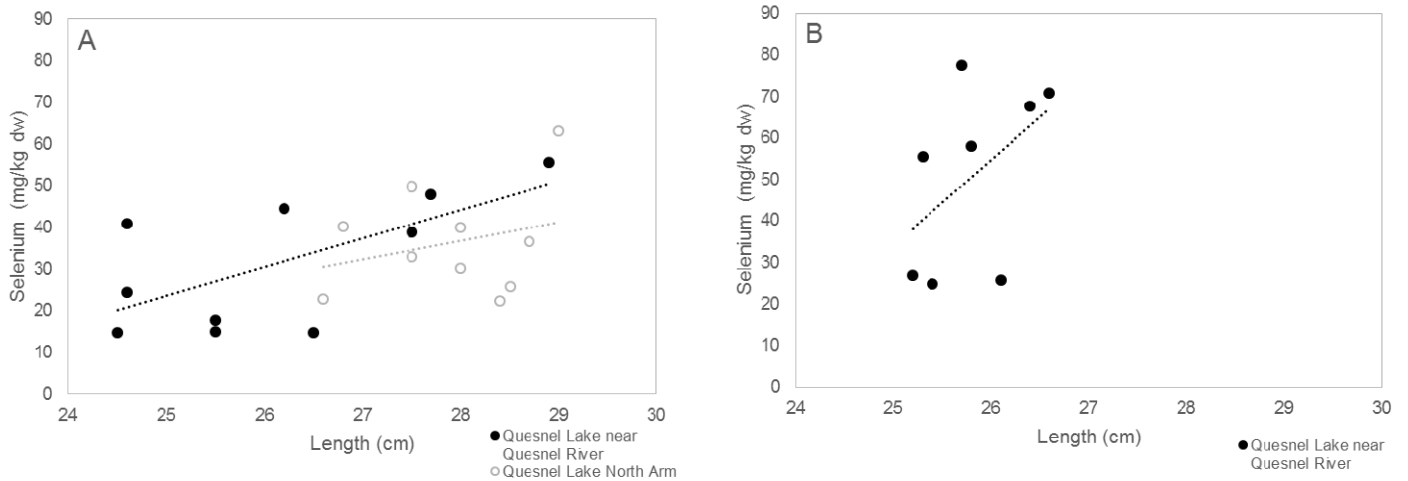 A
90
80
70
60
50
40
30
20
10
0
Selenium (mg/kg dw)
24 25 26 27 28 29 30
Length (cm)
Quesnel Lake near
Quesnel River
Quesnel Lake North Arm
B
90
80
70
60
50
40
30
20
10
0
Selenium (mg/kg dw)
24 25 26 27 28 29 30
Length (cm)
Quesnel Lake near
Quesnel River